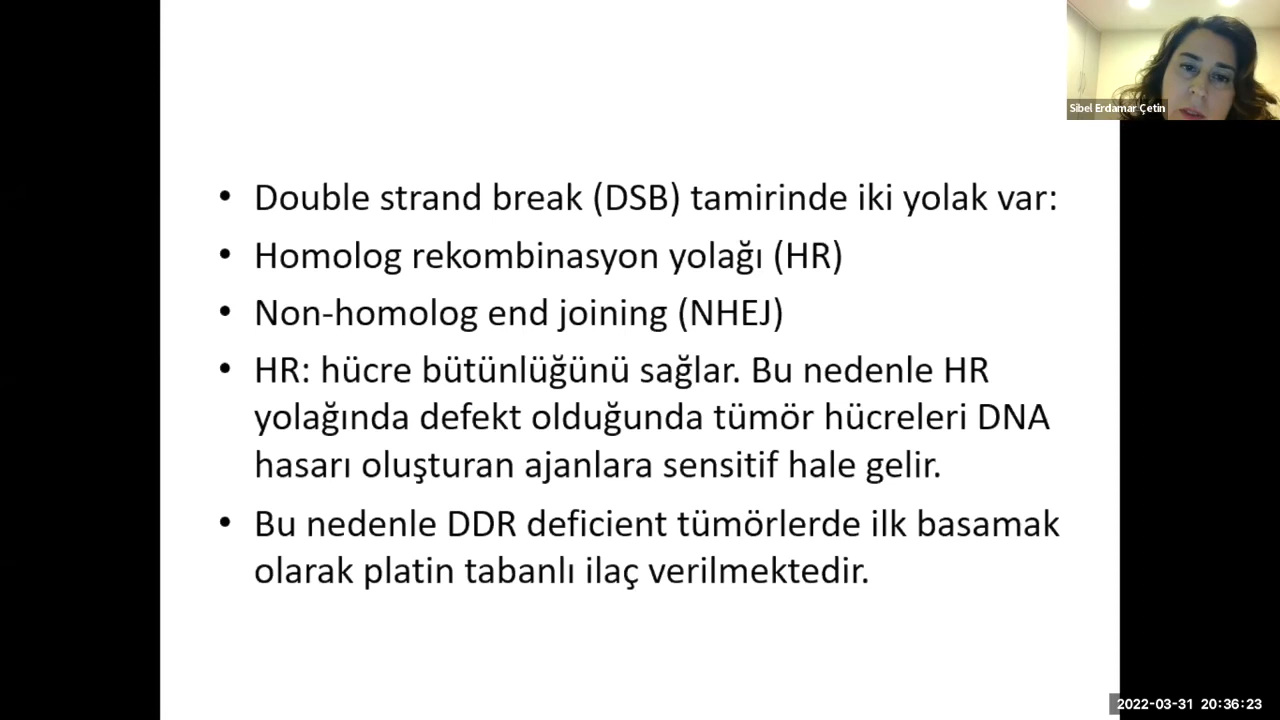 Sibel Erdamar Çetin
• Double strand break (DSB) tamirinde iki yolak var:
• Homolog rekombinasyon yolağı (HR)
• Non-homolog end joining (NHEJ)
• HR: hücre bütünlüğünü sağlar. Bu nedenle HR
yolağında defekt olduğunda tümör hücreleri DNA
hasarı oluşturan ajanlara sensitif hale gelir.
• Bu nedenle DDR deficient tümörlerde ilk basamak
olarak platin tabanlı ilaç verilmektedir.
2022-03-31 20:36:23